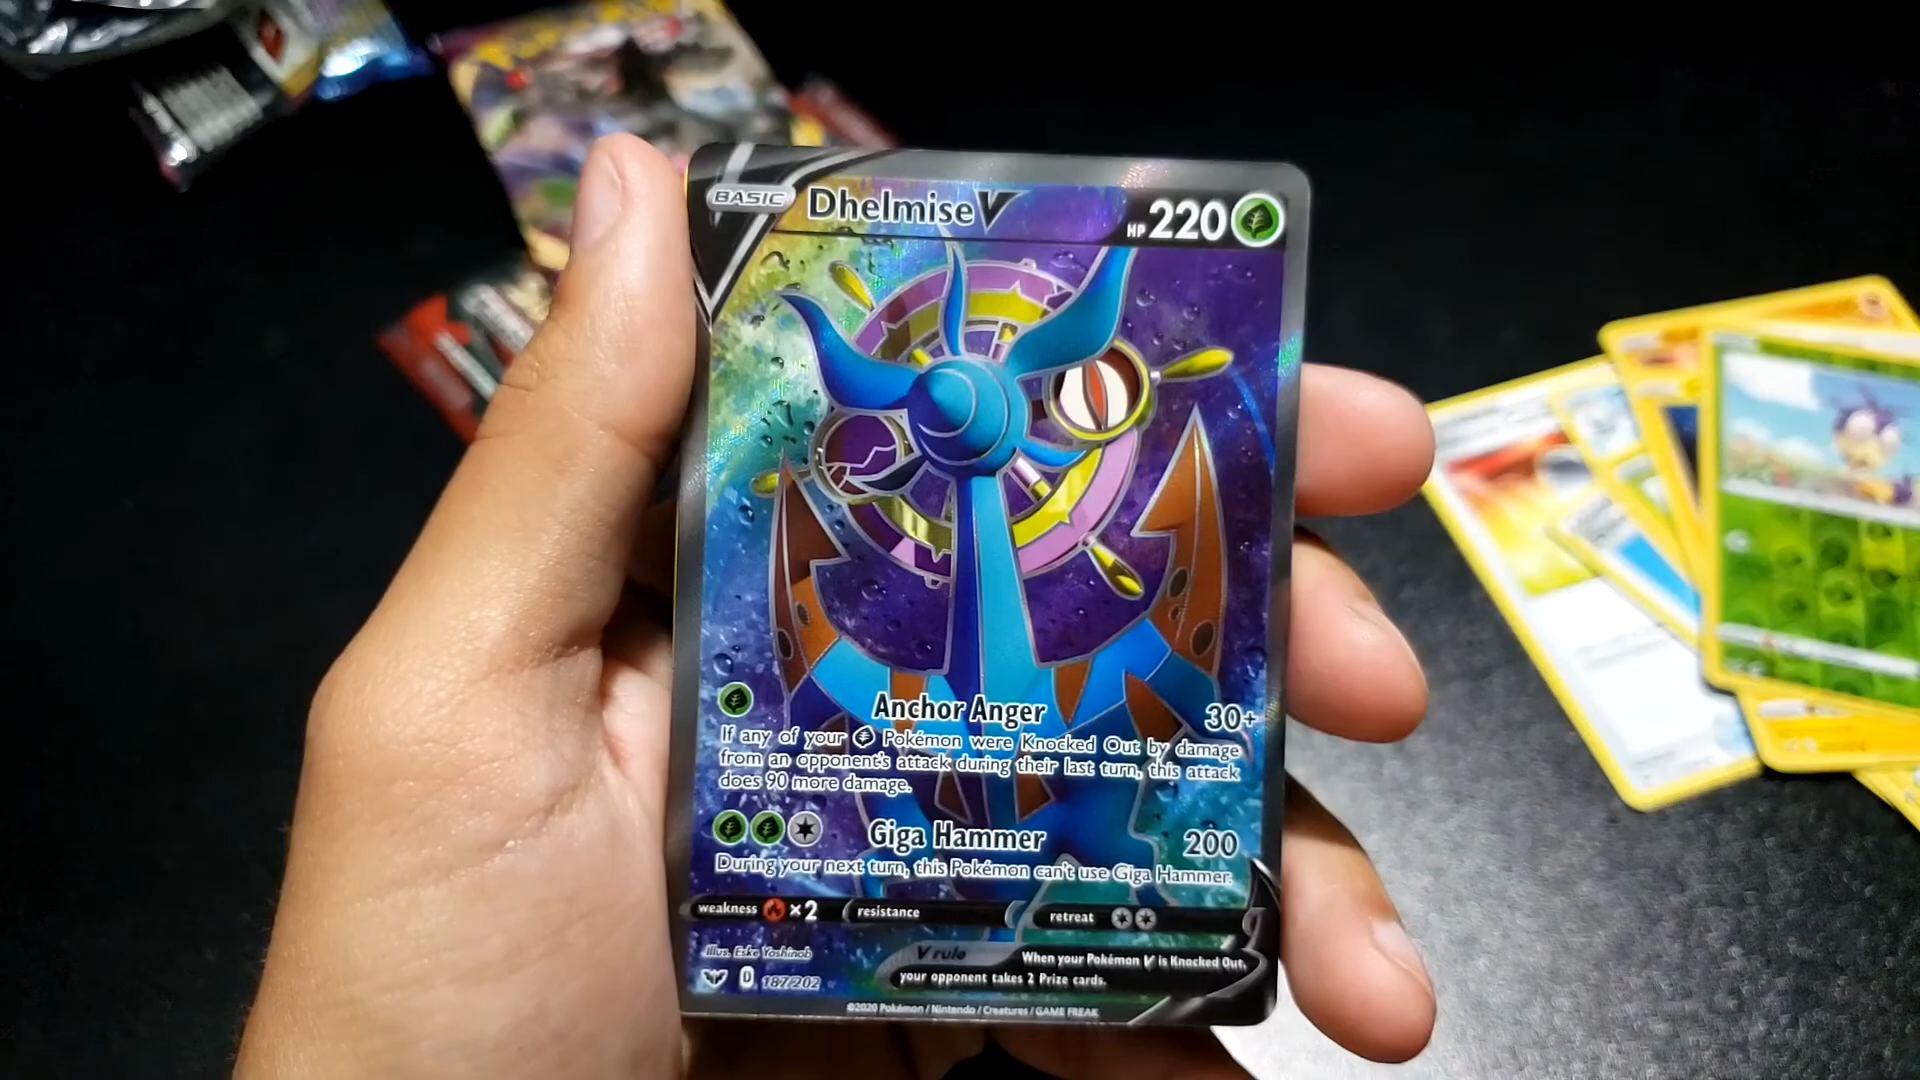 BASIC Dhelmise V HP 220
Anchor Anger 30+
If any of your Pokémon were Knocked Out by damage
from an opponent's attack during their last turn, this attack
does 90 more damage.
Giga Hammer 200
During your next turn, this Pokémon can't use Giga Hammer.
weakness ×2 resistance retreat
Illus. Eske Yoshinob
V rule When your Pokémon V is Knocked Out,
your opponent takes 2 Prize cards.
D 187/202
©2020 Pokémon / Nintendo / Creatures / GAME FREAK